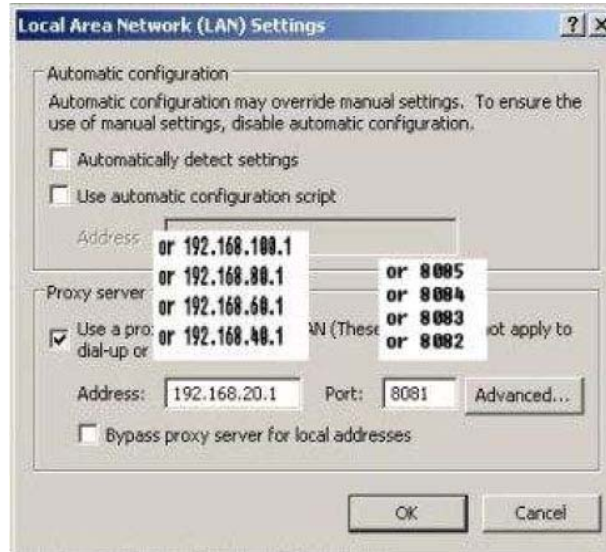 Local Area Network (LAN) Settings
Automatic configuration
Automatic configuration may override manual settings. To ensure the
use of manual settings, disable automatic configuration.
Automatically detect settings
Use automatic configuration script
Address
or 192.168.100.1
or 192.168.80.1
or 192.168.60.1
or 192.168.40.1
or 8085
or 8084
or 8083
or 8082
Proxy server
Use a AN (These ot apply to
dial-up or
Address: 192.168.20.1 Port: 8081 Advanced...
Bypass proxy server for local addresses
OK Cancel